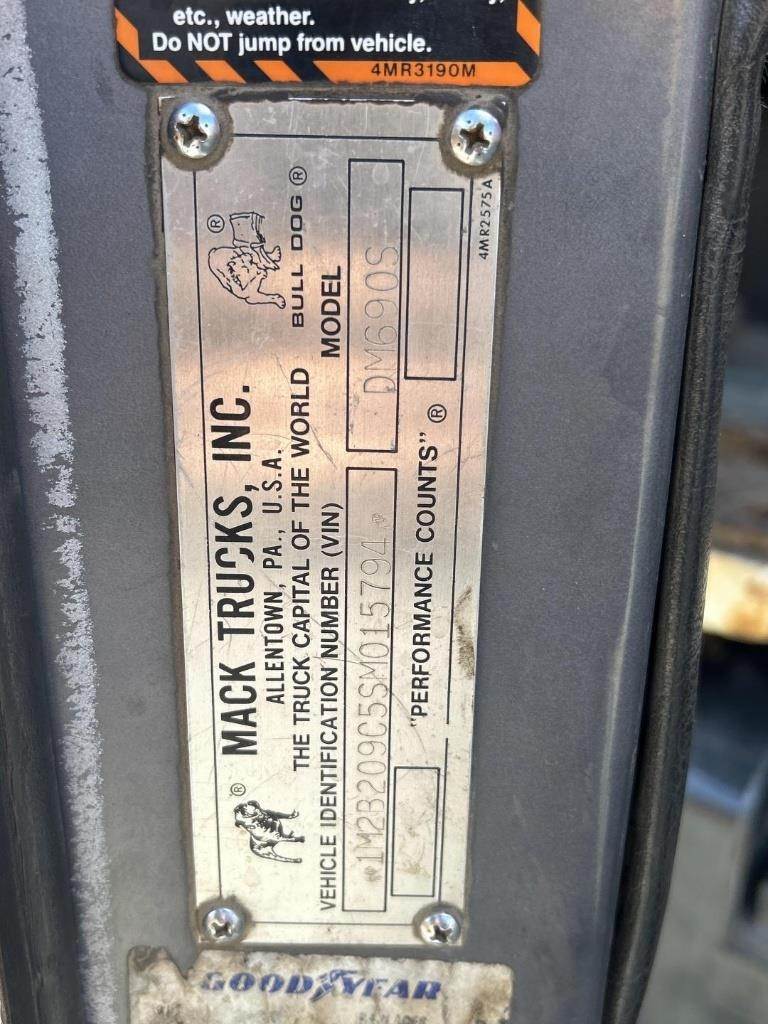 etc., weather.
Do NOT jump from vehicle.
4MR3190M
MACK TRUCKS, INC.
ALLENTOWN, PA., U.S.A.
THE TRUCK CAPITAL OF THE WORLD
BULL DOG ®
VEHICLE IDENTIFICATION NUMBER (VIN)
MODEL
*1M2B209C5SM015794*
DM690S
"PERFORMANCE COUNTS" ®
4MR2575A
GOODYEAR